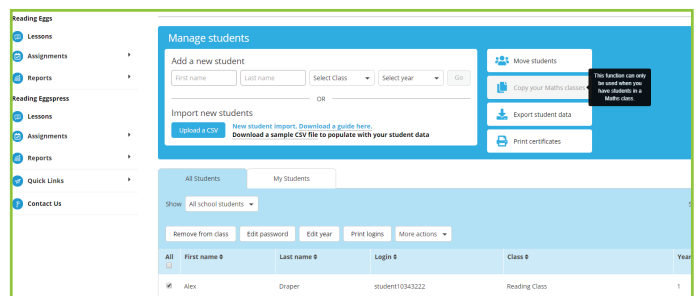 Reading Eggs
Lessons
Assignments
Reports
Reading Eggspress
Lessons
Assignments
Reports
Quick Links
Contact Us
Manage students
Add a new student
First name Last name Select Class Select year Go
OR
Import new students
Upload a CSV
New student import. Download a guide here.
Download a sample CSV file to populate with your student data
Move students
Copy your Maths classes
This function can only
be used when you
have students in a
Maths class.
Export student data
Print certificates
All Students My Students
Show All school students
S
Remove from class Edit password Edit year Print logins More actions
All First name Last name Login Class Year
Alex Draper student10343222 Reading Class 1